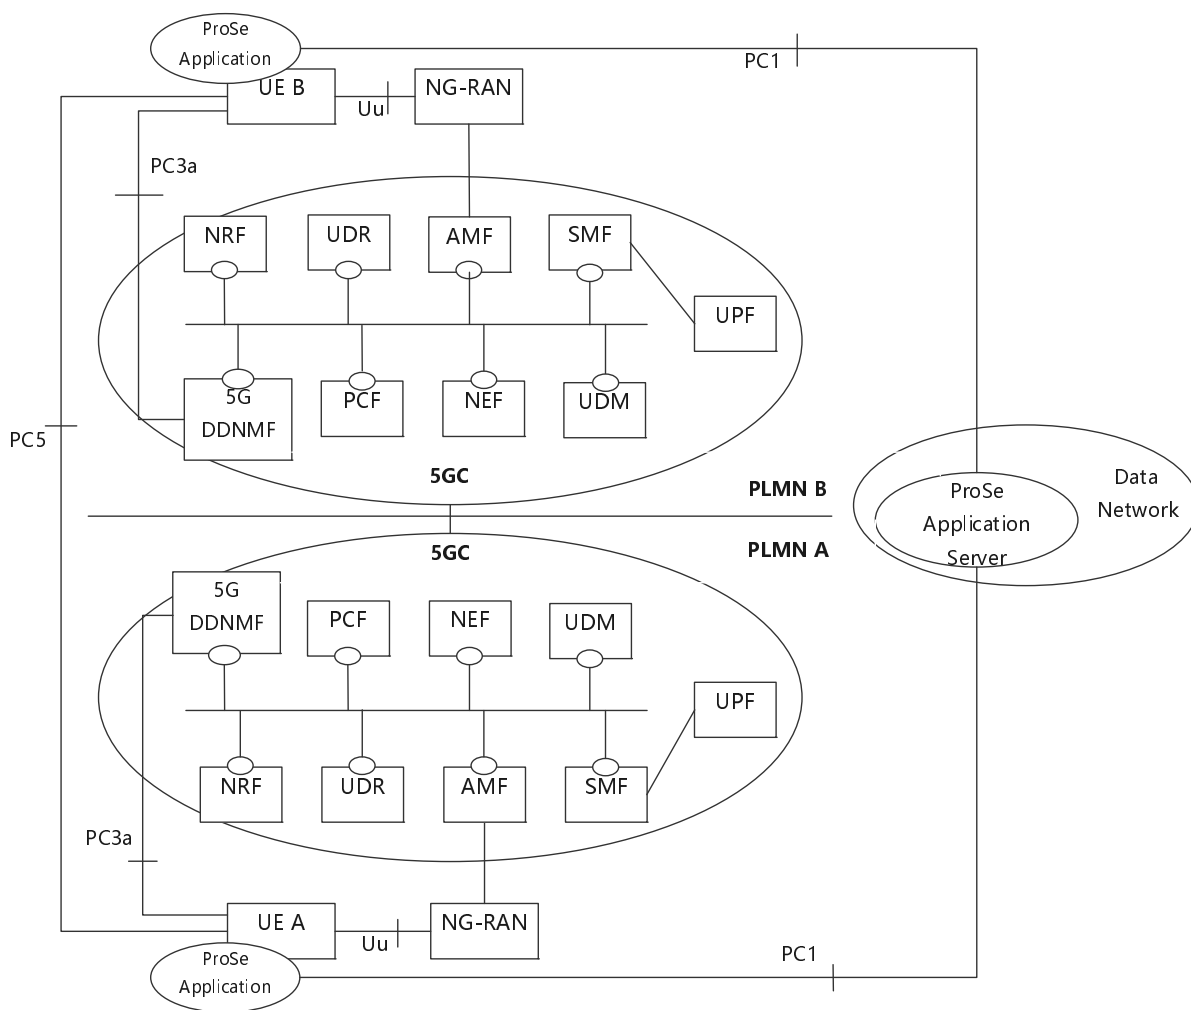 ProSe
Application
PC1
UE B
NG-RAN
Uu
PC3a
NRF
UDR
AMF
SMF
UPF
5G
DDNMF
PCF
NEF
UDM
PC5
5GC
PLMN B
Data
Network
ProSe
Application
Server
5GC
PLMN A
5G
DDNMF
PCF
NEF
UDM
UPF
NRF
UDR
AMF
SMF
PC3a
UE A
NG-RAN
Uu
PC1
ProSe
Application